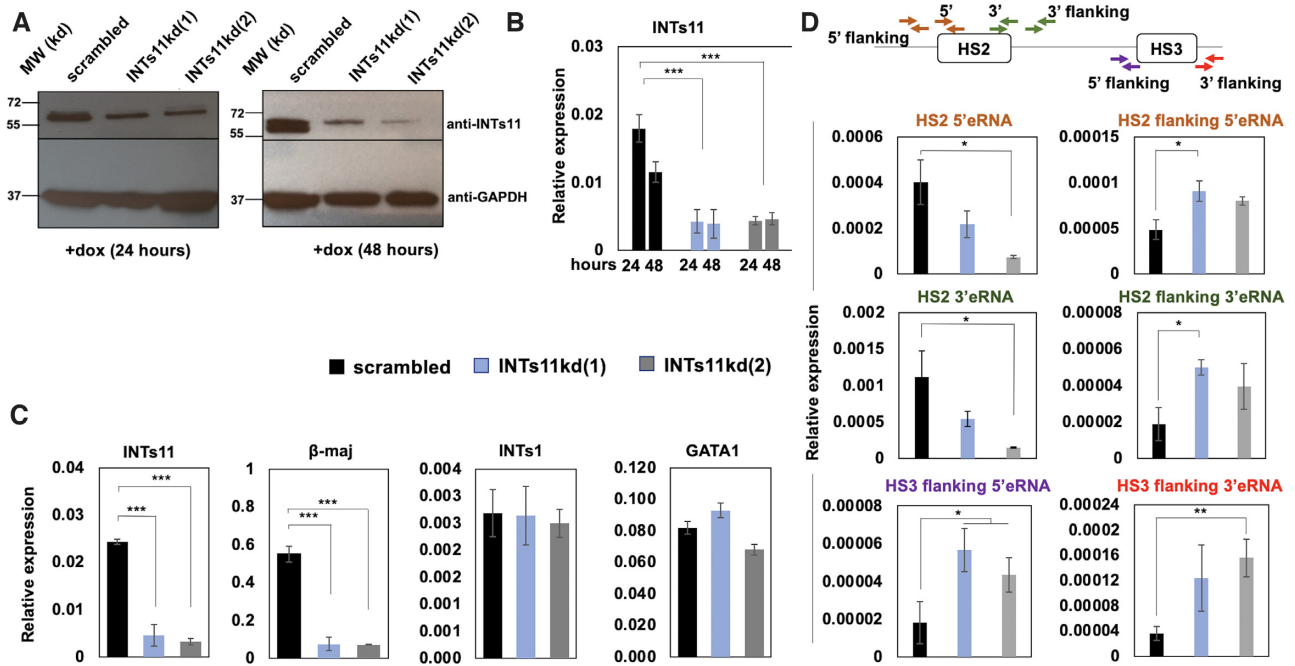 A
MW (kd)
scrambled
INTs11kd(1)
INTs11kd(2)
MW (kd)
scrambled
INTs11kd(1)
INTs11kd(2)
72
55
37
72
55
37
anti-INTs11
anti-GAPDH
+dox (24 hours)
+dox (48 hours)
B
INTs11
Relative expression
0.03
0.02
0.01
0
***
***
hours 24 48 24 48 24 48
scrambled INTs11kd(1) INTs11kd(2)
C
Relative expression
INTs11
0.04
0.03
0.02
0.01
0
***
***
β-maj
1
0.8
0.6
0.4
0.2
0
***
***
INTs1
0.004
0.003
0.003
0.002
0.002
0.001
0.001
0.000
GATA1
0.120
0.100
0.080
0.060
0.040
0.020
0.000
D
5' flanking
5'
3'
3' flanking
HS2
HS3
5' flanking
3' flanking
Relative expression
HS2 5'eRNA
0.0006
0.0004
0.0002
0
*
HS2 flanking 5'eRNA
0.00015
0.0001
0.00005
0
*
HS2 3'eRNA
0.002
0.0015
0.001
0.0005
0
*
HS2 flanking 3'eRNA
0.00008
0.00006
0.00004
0.00002
0
*
HS3 flanking 5'eRNA
0.00008
0.00006
0.00004
0.00002
0
*
HS3 flanking 3'eRNA
0.00024
0.0002
0.00016
0.00012
0.00008
0.00004
0
**